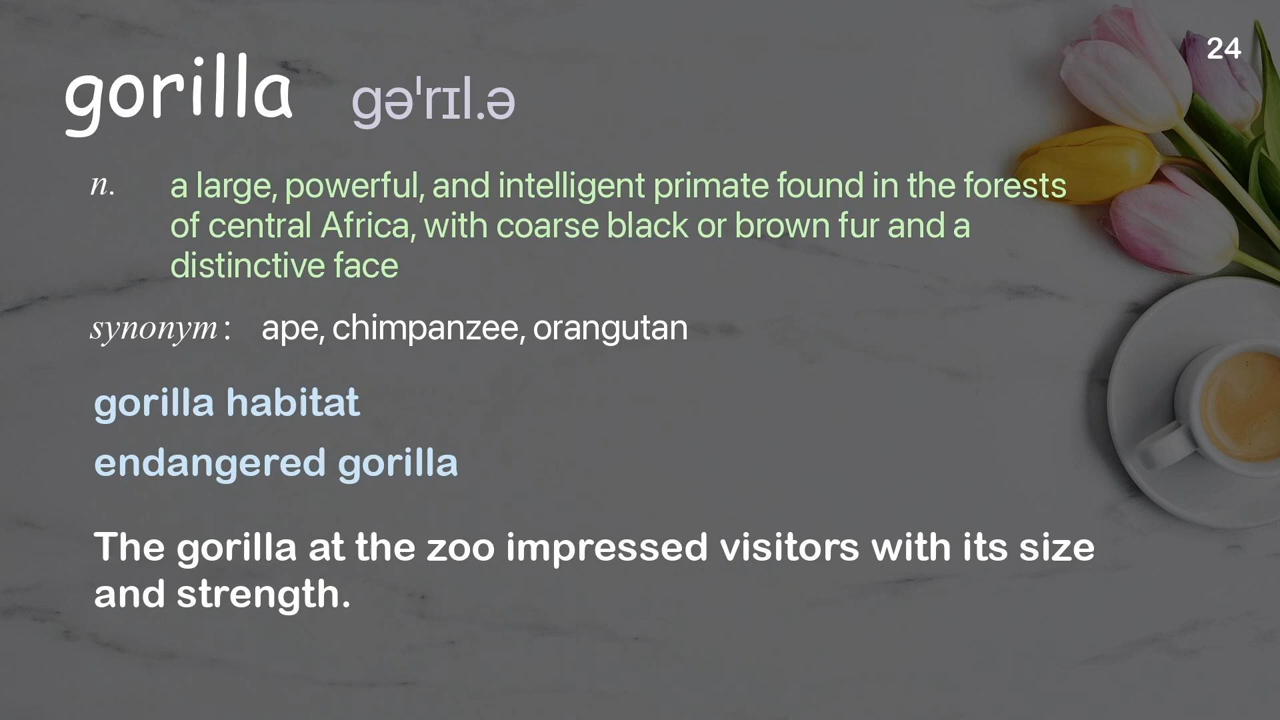 24
gorilla gəˈrɪl.ə
n. a large, powerful, and intelligent primate found in the forests
of central Africa, with coarse black or brown fur and a
distinctive face
synonym: ape, chimpanzee, orangutan
gorilla habitat
endangered gorilla
The gorilla at the zoo impressed visitors with its size
and strength.